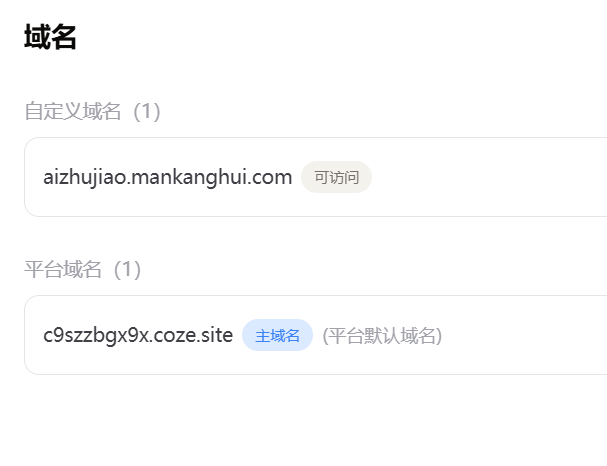 域名
自定义域名（1）
aizhujiao.mankanghui.com 可访问
平台域名（1）
c9szzbgx9x.coze.site 主域名 (平台默认域名)